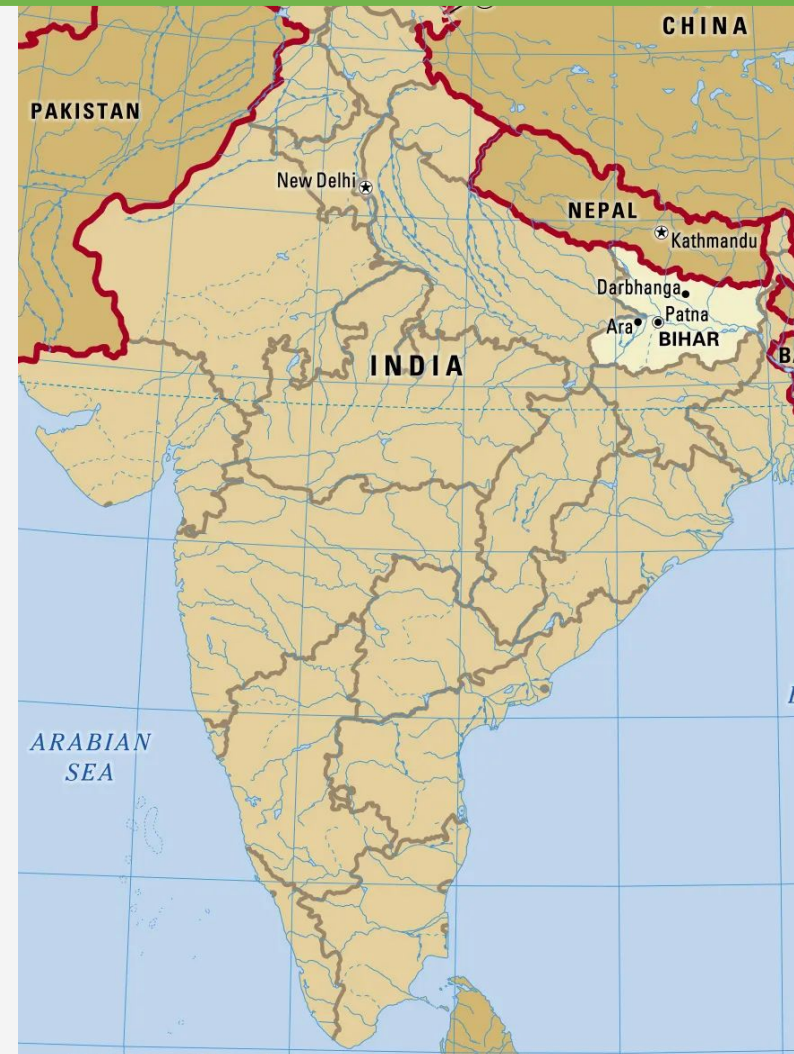 CHINA
PAKISTAN
New Delhi
NEPAL
Kathmandu
Darbhanga
Patna
Ara
BIHAR
INDIA
ARABIAN
SEA